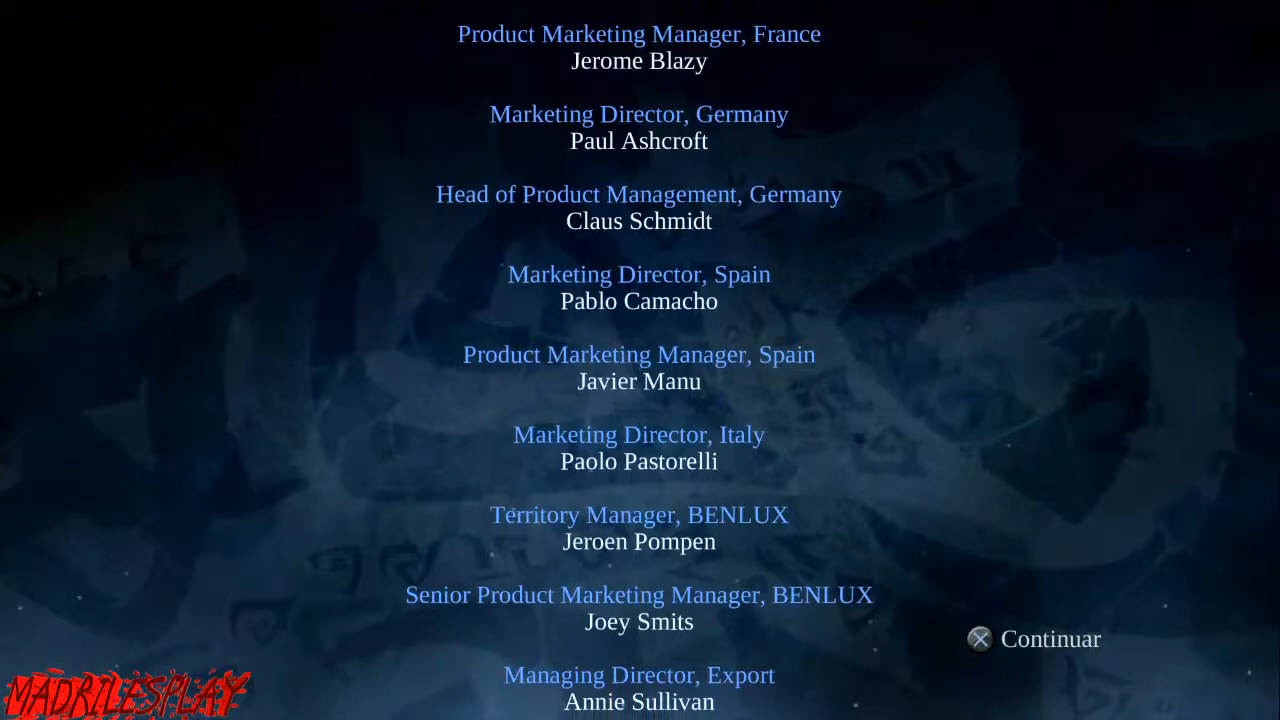 Product Marketing Manager, France
Jerome Blazy
Marketing Director, Germany
Paul Ashcroft
Head of Product Management, Germany
Claus Schmidt
Marketing Director, Spain
Pablo Camacho
Product Marketing Manager, Spain
Javier Manu
Marketing Director, Italy
Paolo Pastorelli
Territory Manager, BENLUX
Jeroen Pompen
Senior Product Marketing Manager, BENLUX
Joey Smits
Continuar
Managing Director, Export
Annie Sullivan
MADRILESPLAY